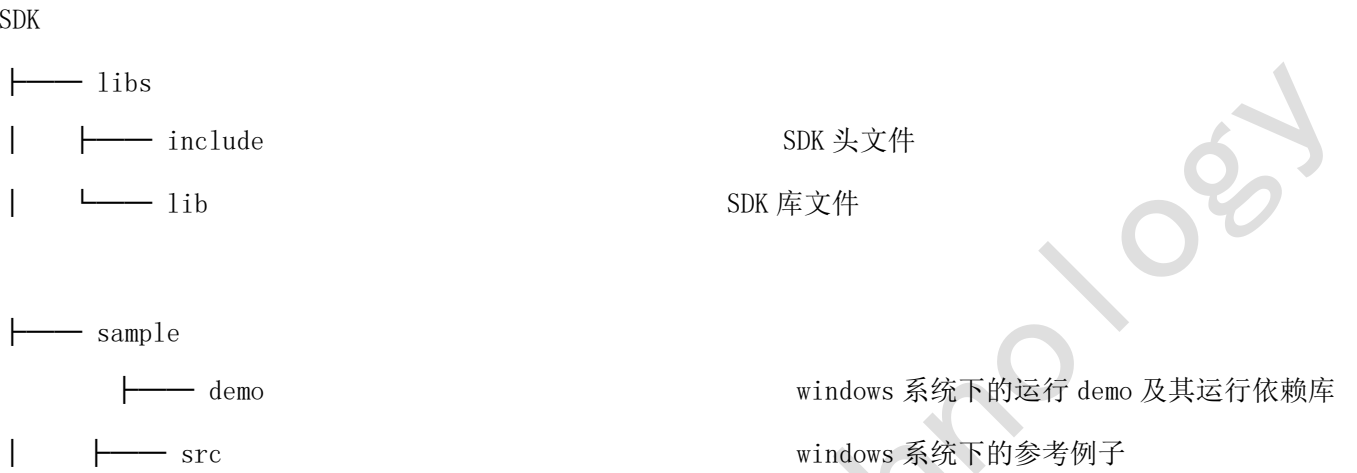 SDK
├── libs
│ ├── include SDK 头文件
│ └── lib SDK 库文件
├── sample
├── demo windows 系统下的运行 demo 及其运行依赖库
│ ├── src windows 系统下的参考例子
hnology